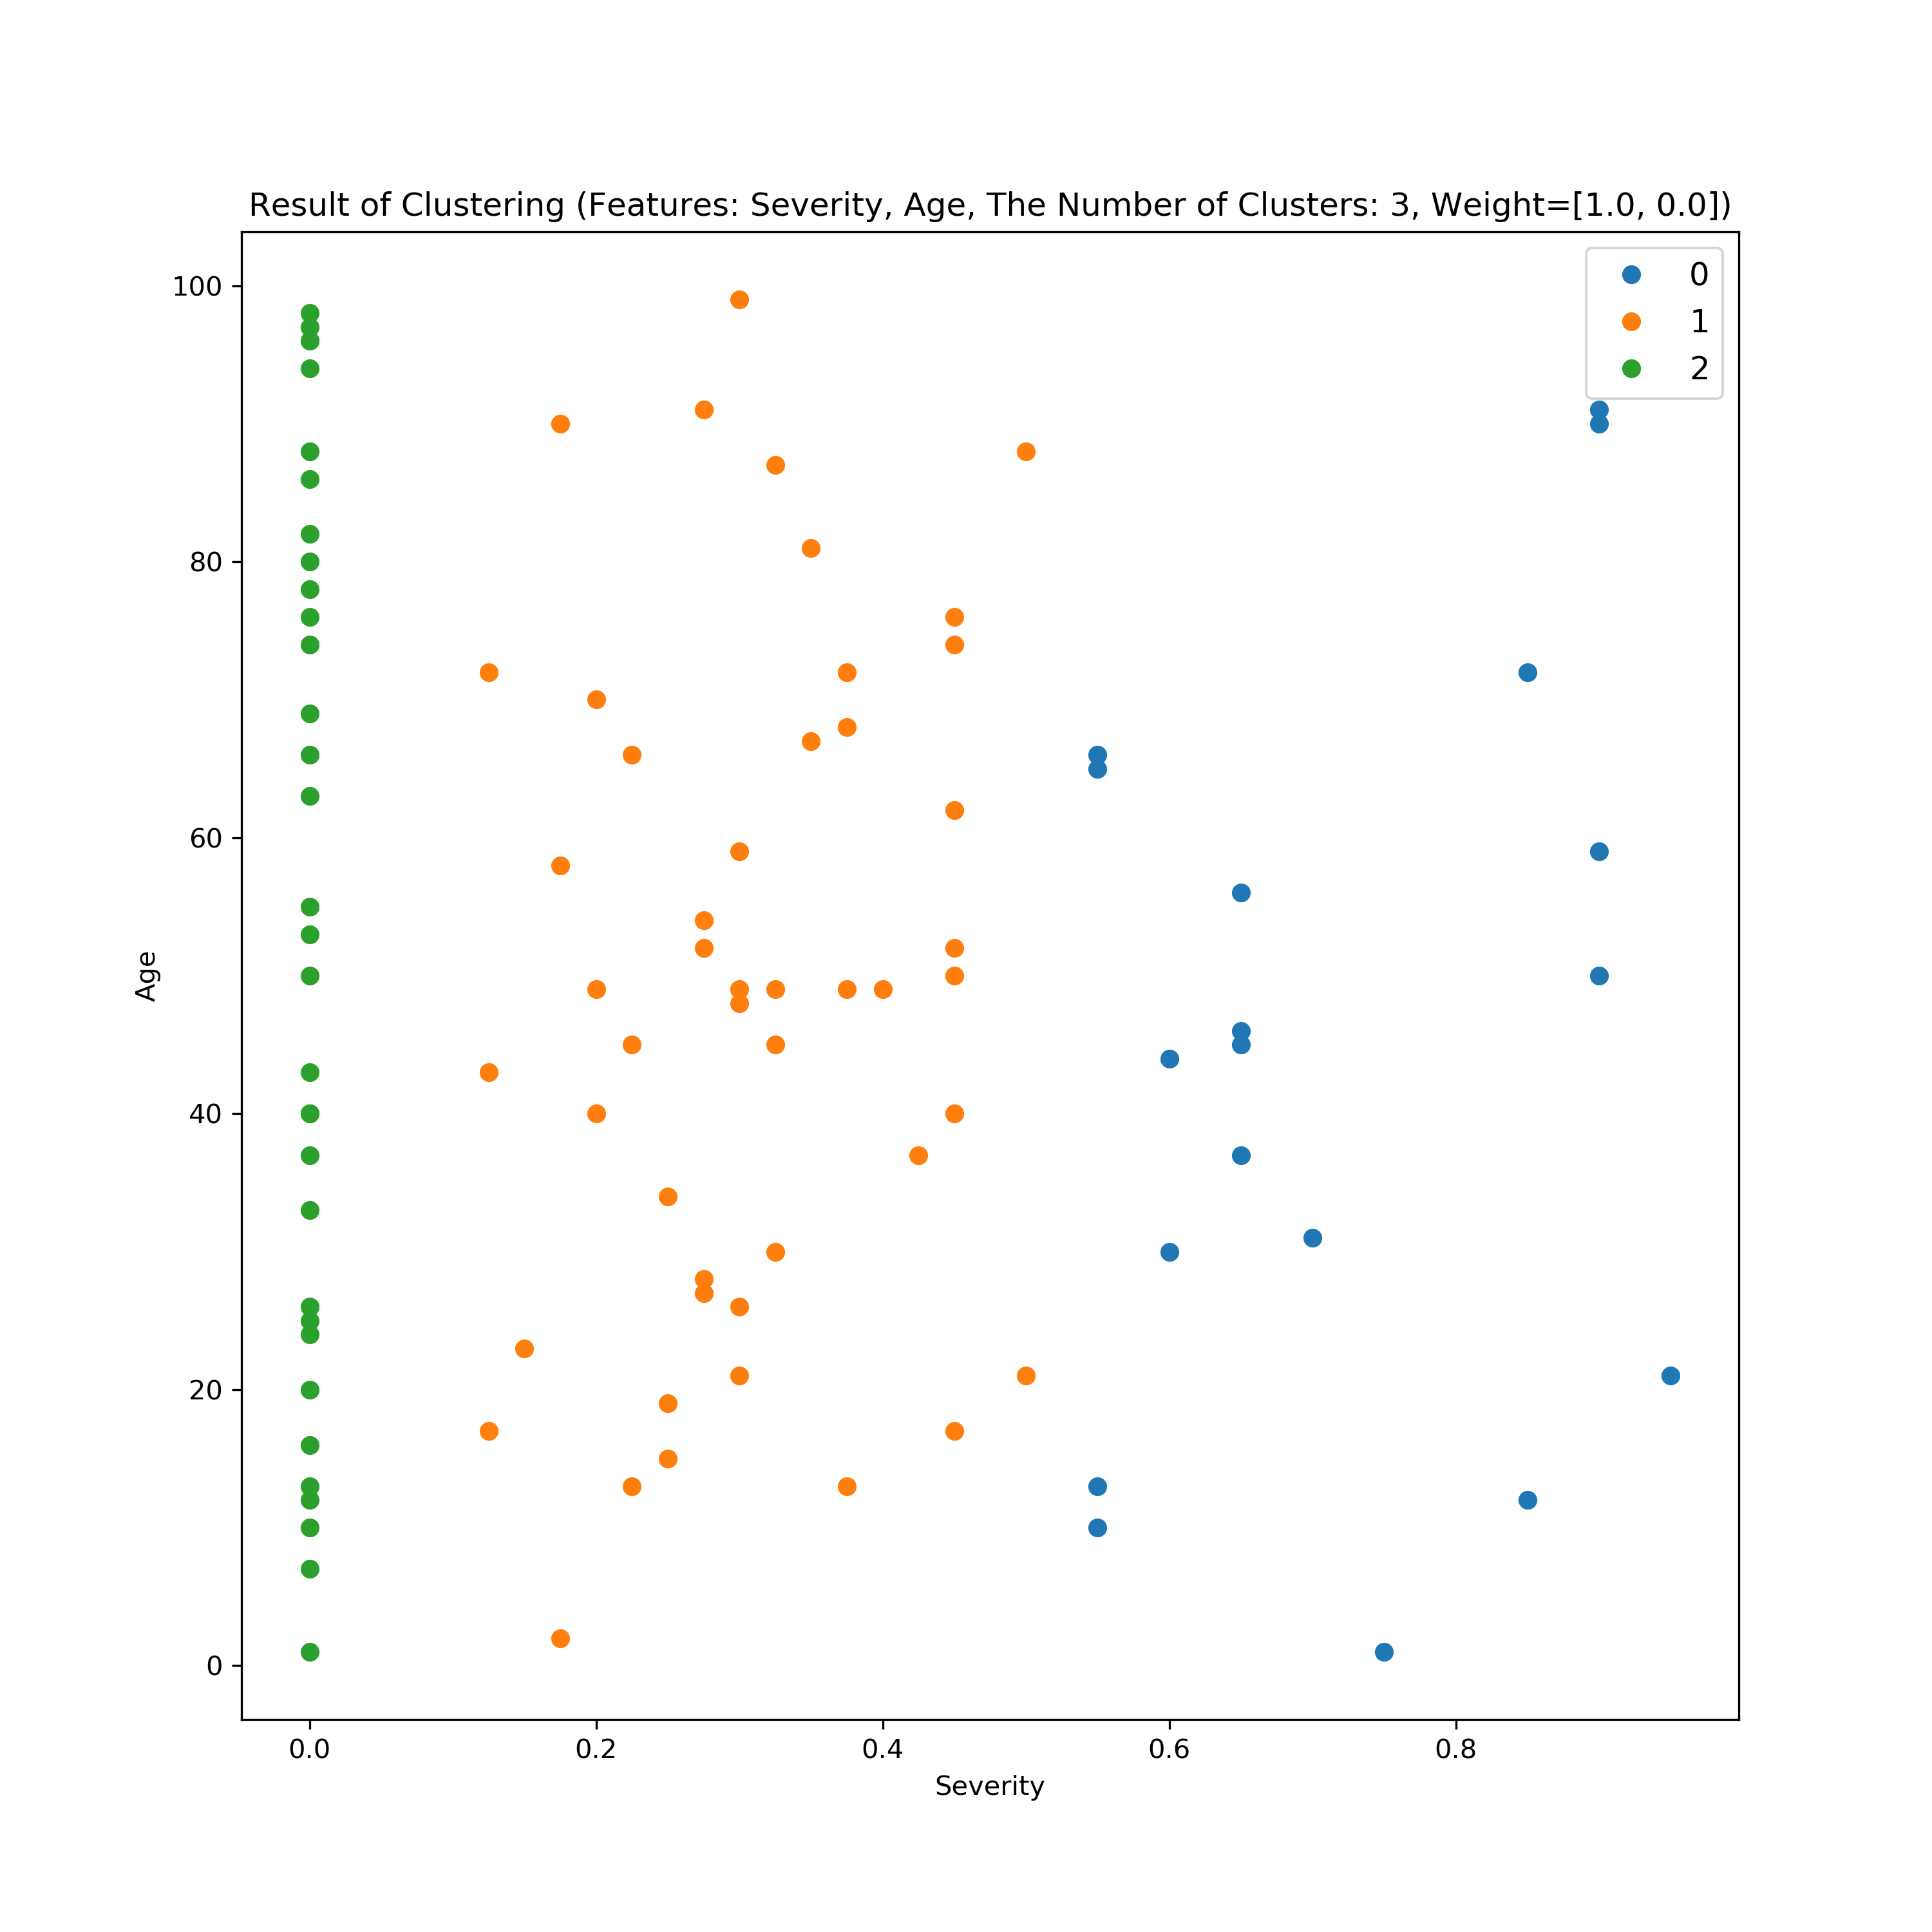 Result of Clustering (Features: Severity, Age, The Number of Clusters: 3, Weight=[1.0, 0.0])
0
1
2
100
80
60
40
20
0
Age
0.0 0.2 0.4 0.6 0.8
Severity